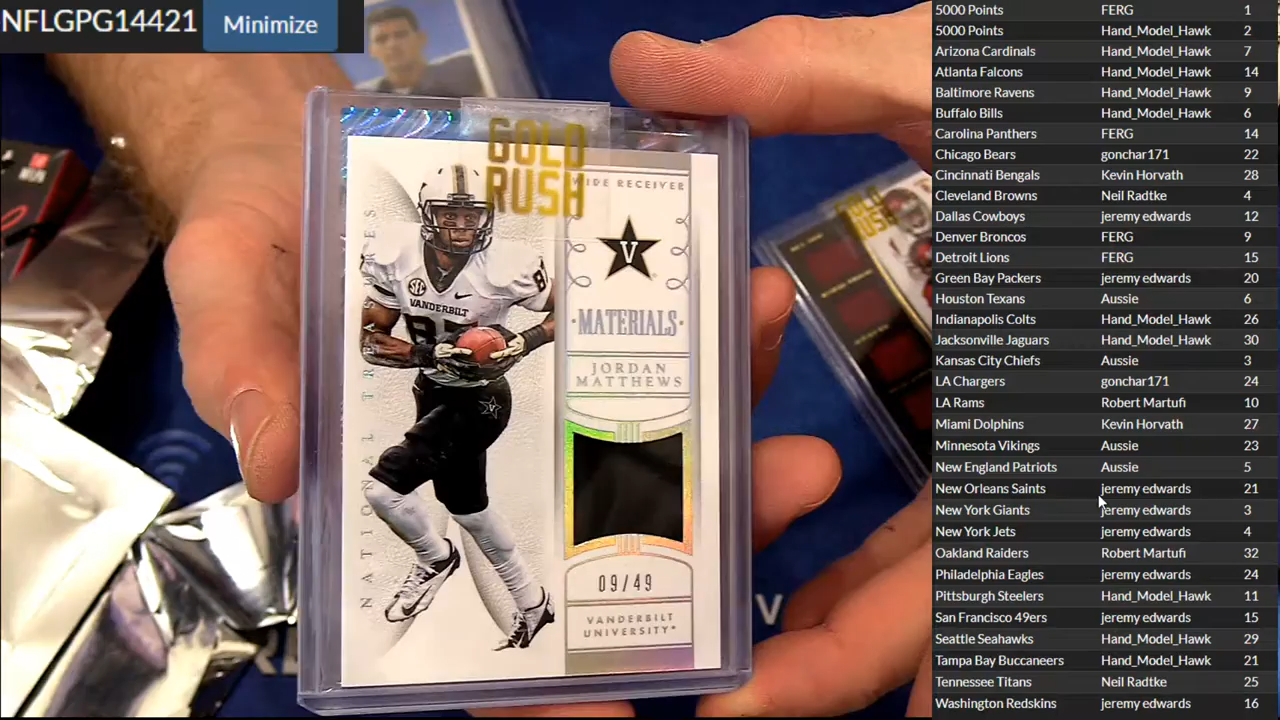 NFLGPG14421
Minimize
GOLD
RUSH
WIDE RECEIVER
V
MATERIALS
JORDAN
MATTHEWS
09/49
VANDERBILT
UNIVERSITY
NATIONAL TREASURES
SEC
VANDERBILT
87
GOLD
RUSH
V
5000 Points FERG 1
5000 Points Hand_Model_Hawk 2
Arizona Cardinals Hand_Model_Hawk 7
Atlanta Falcons Hand_Model_Hawk 14
Baltimore Ravens Hand_Model_Hawk 9
Buffalo Bills Hand_Model_Hawk 6
Carolina Panthers FERG 14
Chicago Bears gonchar171 22
Cincinnati Bengals Kevin Horvath 28
Cleveland Browns Neil Radtke 4
Dallas Cowboys jeremy edwards 12
Denver Broncos FERG 9
Detroit Lions FERG 15
Green Bay Packers jeremy edwards 20
Houston Texans Aussie 6
Indianapolis Colts Hand_Model_Hawk 26
Jacksonville Jaguars Hand_Model_Hawk 30
Kansas City Chiefs Aussie 3
LA Chargers gonchar171 24
LA Rams Robert Martufi 10
Miami Dolphins Kevin Horvath 27
Minnesota Vikings Aussie 23
New England Patriots Aussie 5
New Orleans Saints jeremy edwards 21
New York Giants jeremy edwards 3
New York Jets jeremy edwards 4
Oakland Raiders Robert Martufi 32
Philadelphia Eagles jeremy edwards 24
Pittsburgh Steelers Hand_Model_Hawk 11
San Francisco 49ers jeremy edwards 15
Seattle Seahawks Hand_Model_Hawk 29
Tampa Bay Buccaneers Hand_Model_Hawk 21
Tennessee Titans Neil Radtke 25
Washington Redskins jeremy edwards 16